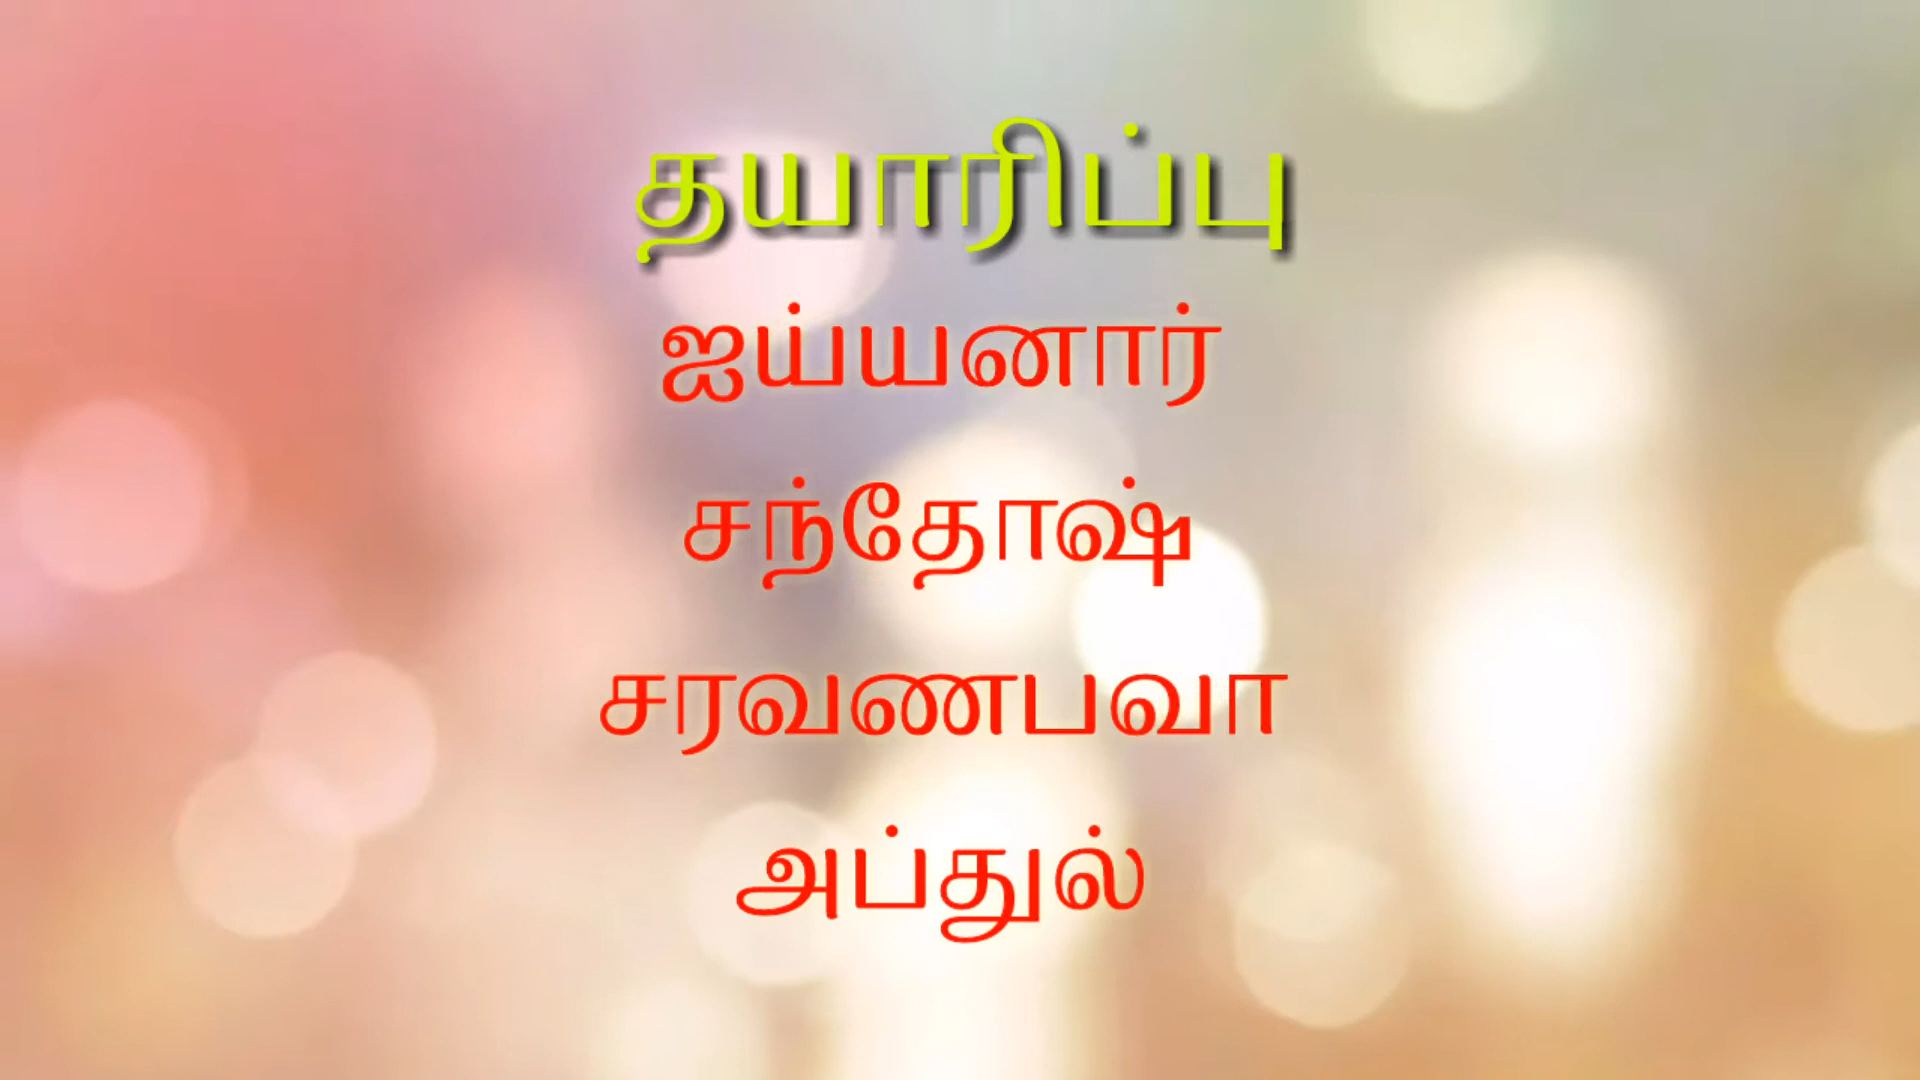 தயாரிப்பு
ஐய்யனார்
சந்தோஷ்
சரவணபவா
அப்துல்